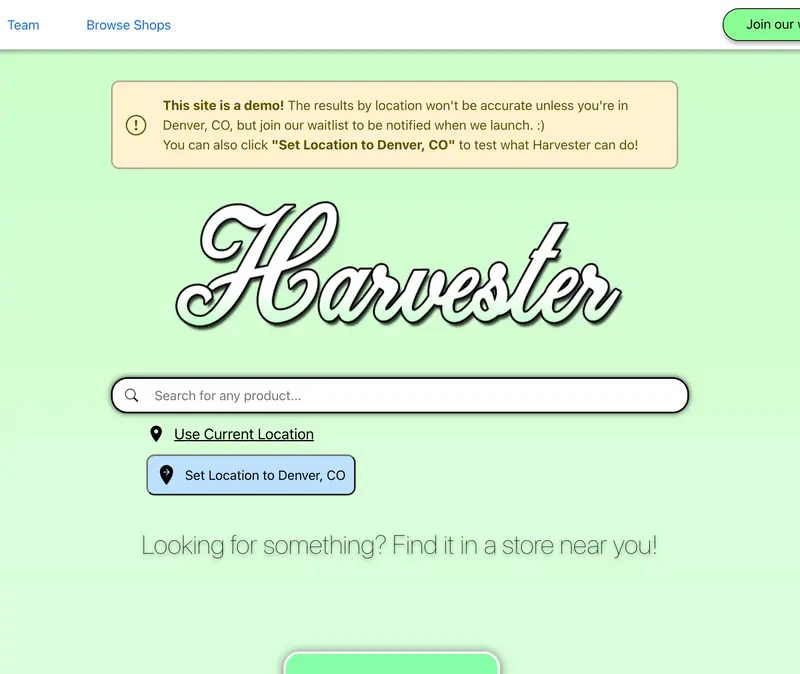 Team
Browse Shops
Join our
This site is a demo! The results by location won't be accurate unless you're in
Denver, CO, but join our waitlist to be notified when we launch. :)
You can also click "Set Location to Denver, CO" to test what Harvester can do!
Harvester
Search for any product...
Use Current Location
Set Location to Denver, CO
Looking for something? Find it in a store near you!